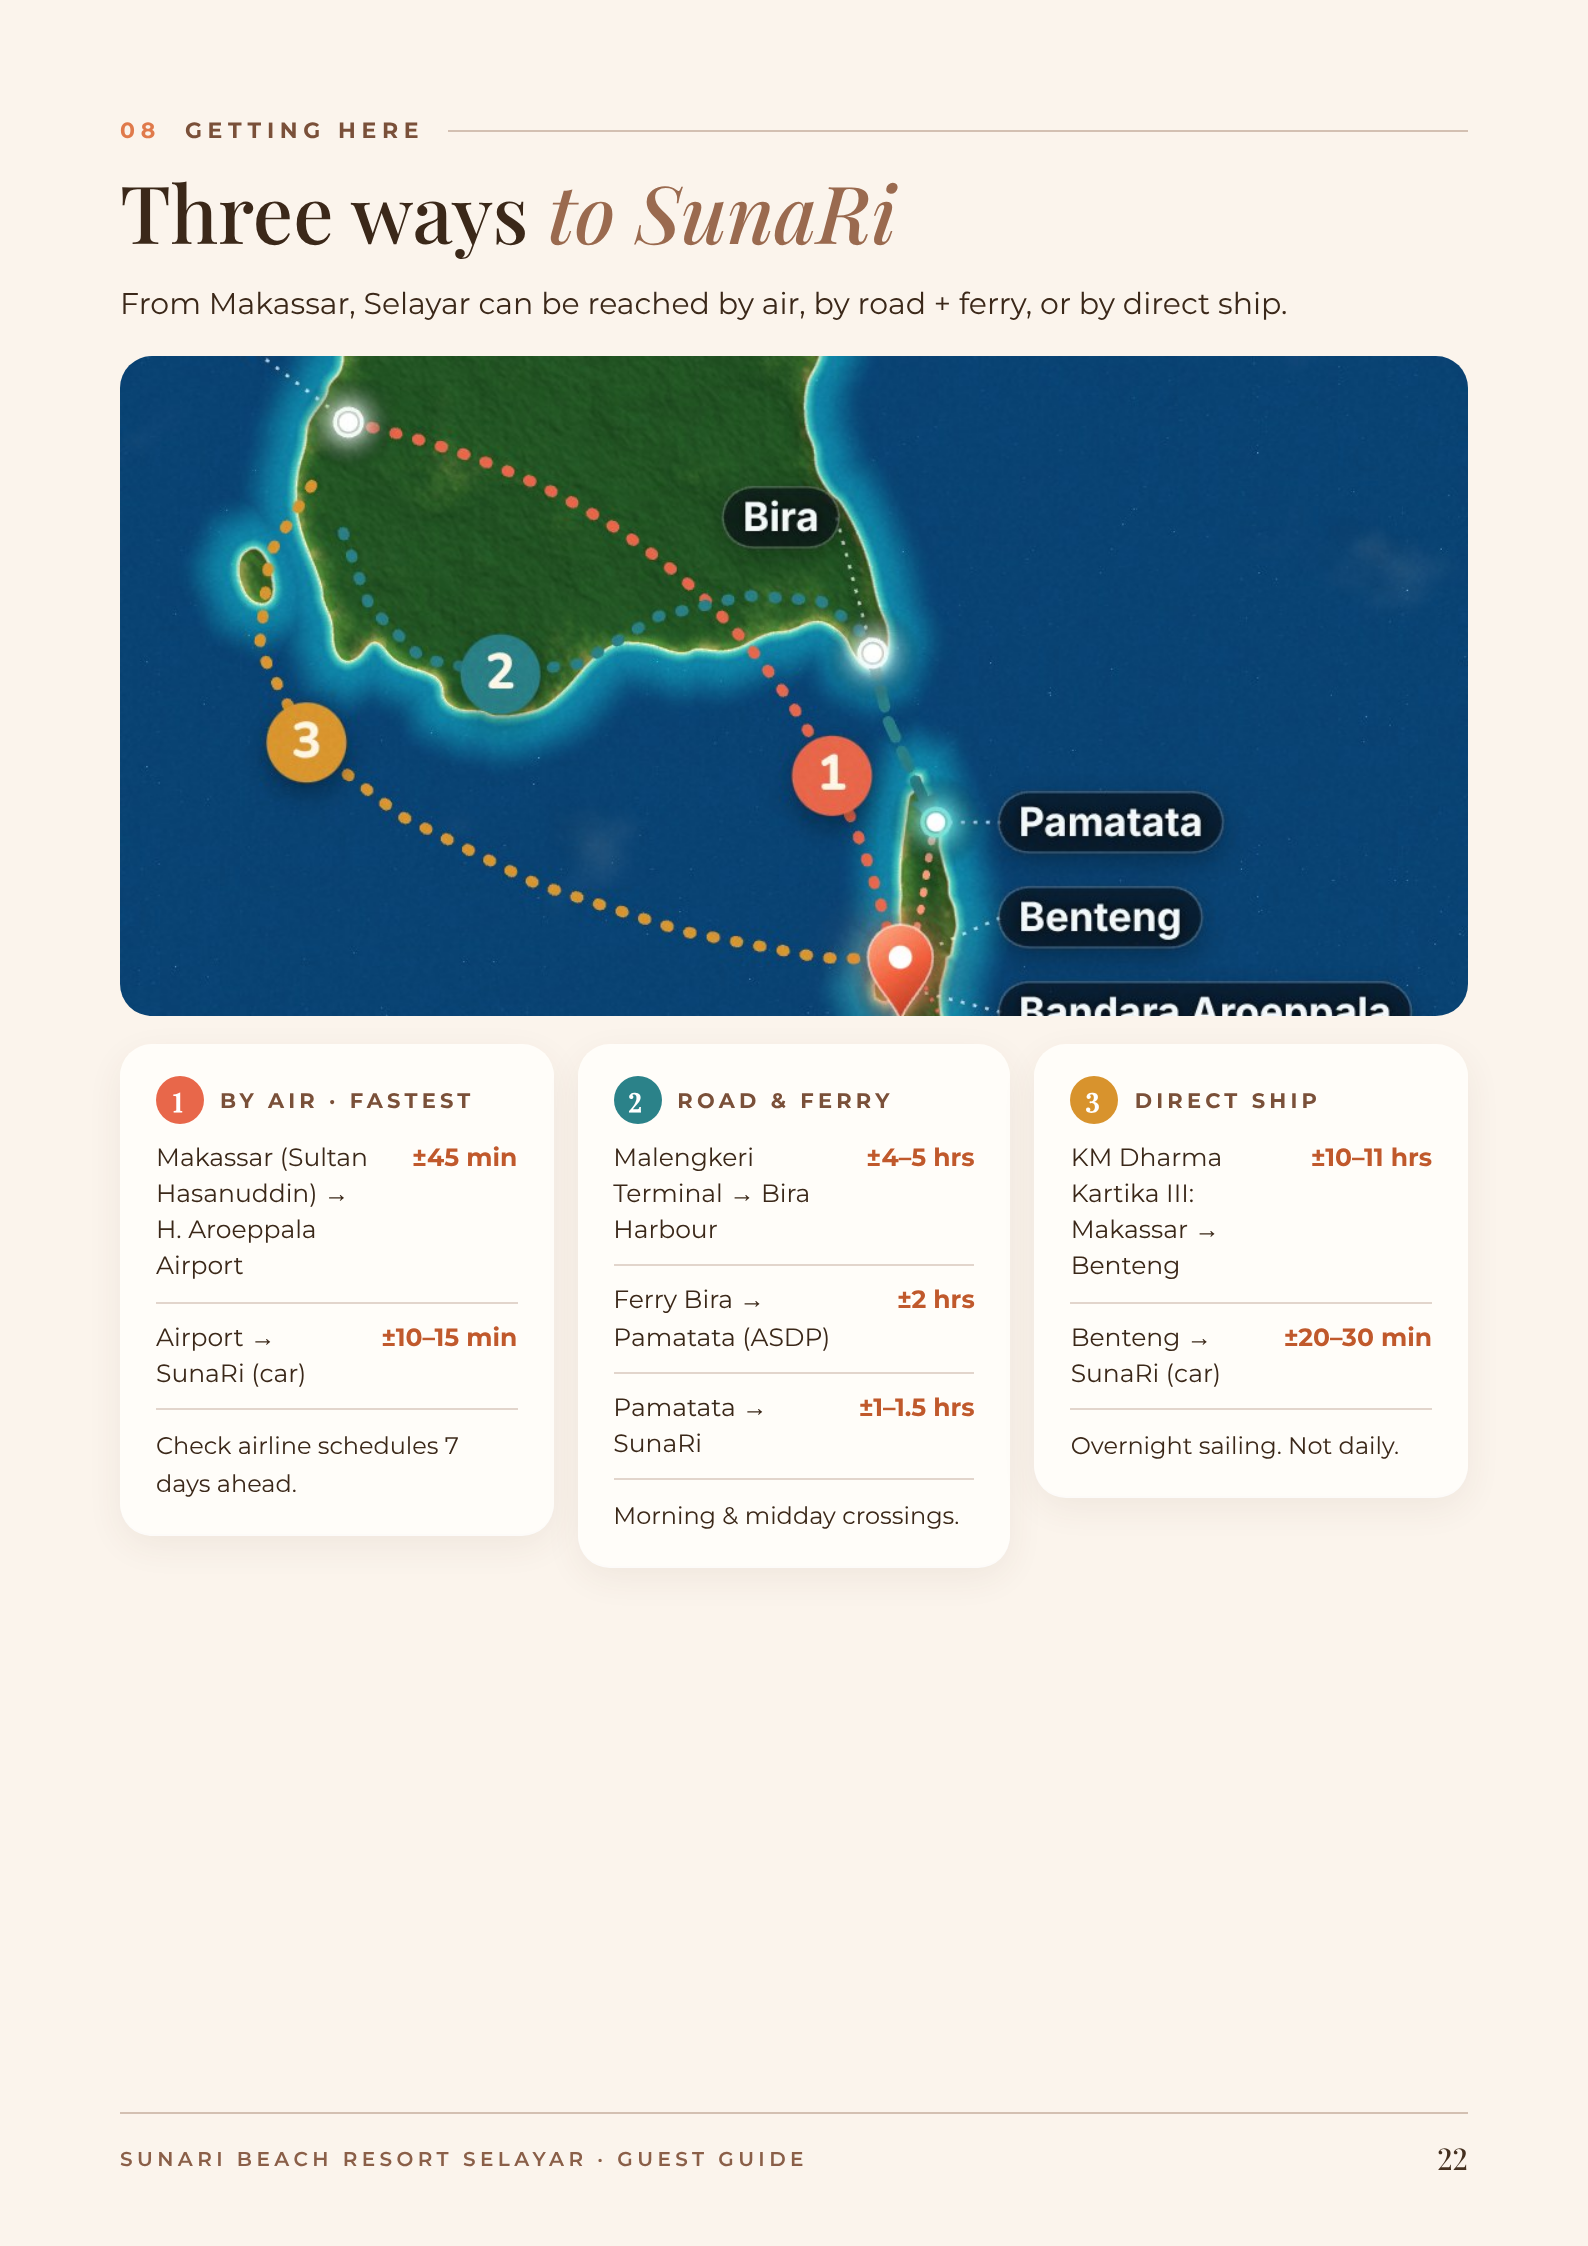 08 GETTING HERE
Three ways to SunaRi
From Makassar, Selayar can be reached by air, by road + ferry, or by direct ship.
Bira
2
3
1
Pamatata
Benteng
Bandara Aroeppala
1 BY AIR · FASTEST
Makassar (Sultan ±45 min
Hasanuddin) →
H. Aroeppala
Airport
Airport → ±10–15 min
SunaRi (car)
Check airline schedules 7
days ahead.
2 ROAD & FERRY
Malengkeri ±4–5 hrs
Terminal → Bira
Harbour
Ferry Bira → ±2 hrs
Pamatata (ASDP)
Pamatata → ±1–1.5 hrs
SunaRi
Morning & midday crossings.
3 DIRECT SHIP
KM Dharma ±10–11 hrs
Kartika III:
Makassar →
Benteng
Benteng → ±20–30 min
SunaRi (car)
Overnight sailing. Not daily.
SUNARI BEACH RESORT SELAYAR · GUEST GUIDE
22